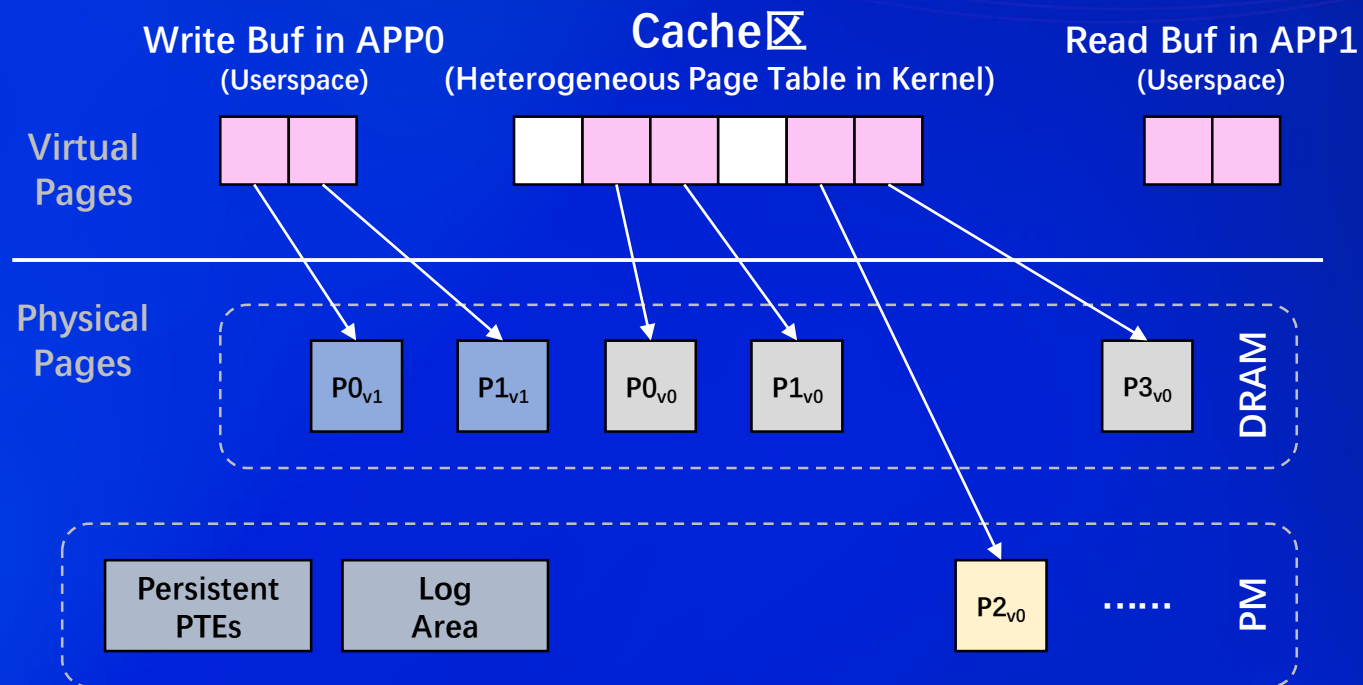 Write Buf in APP0
(Userspace)
Cache区
(Heterogeneous Page Table in Kernel)
Read Buf in APP1
(Userspace)
Virtual
Pages
Physical
Pages
P0v1
P1v1
P0v0
P1v0
P3v0
DRAM
Persistent
PTEs
Log
Area
P2v0
······
PM